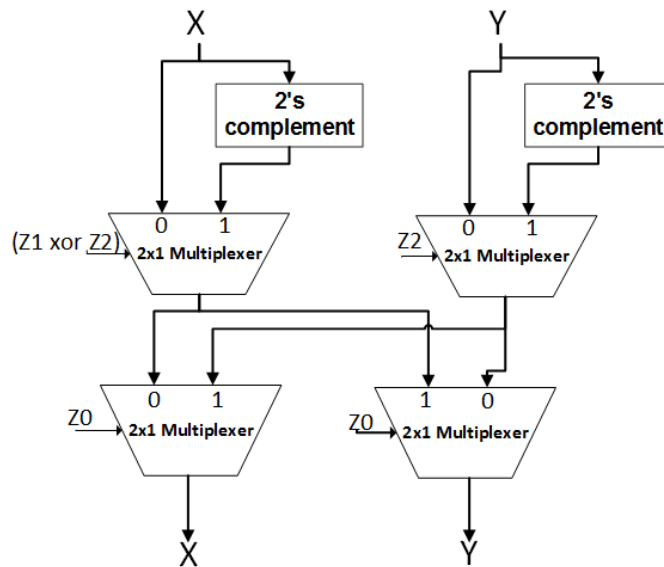 X Y
2's complement 2's complement
0 1 0 1
(Z1 xor Z2) 2x1 Multiplexer Z2 2x1 Multiplexer
0 1 1 0
Z0 2x1 Multiplexer Z0 2x1 Multiplexer
X Y